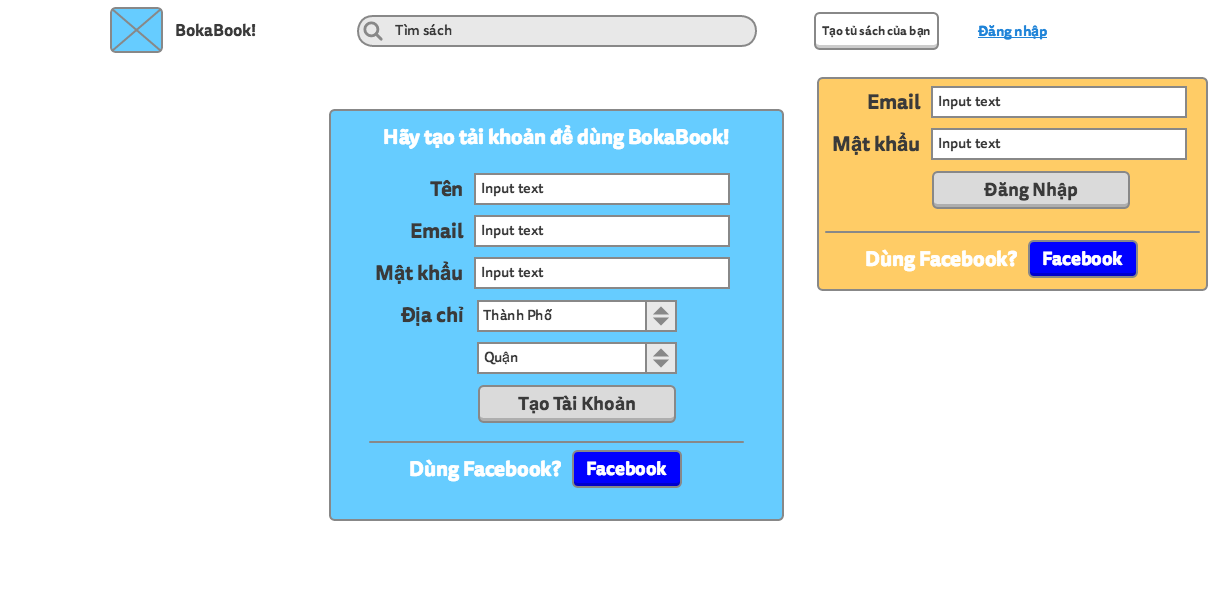 BokaBook!
Tìm sách
Tạo tủ sách của bạn
Đăng nhập
Hãy tạo tài khoản để dùng BokaBook!
Tên
Input text
Email
Input text
Mật khẩu
Input text
Địa chỉ
Thành Phố
Quận
Tạo Tài Khoản
Dùng Facebook?
Facebook
Email
Input text
Mật khẩu
Input text
Đăng Nhập
Dùng Facebook?
Facebook